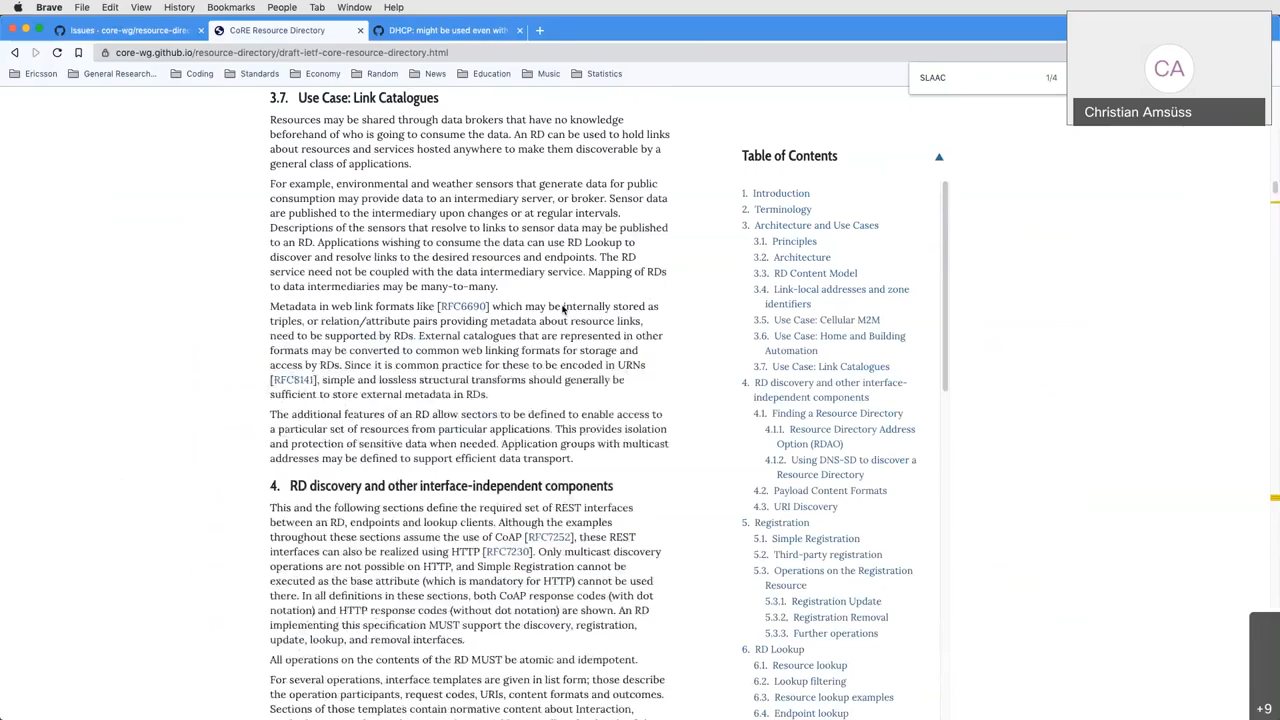 Brave File Edit View History Bookmarks People Tab Window Help
Issues · core-wg/resource-dire
CoRE Resource Directory
DHCP: might be used even with
core-wg.github.io/resource-directory/draft-ietf-core-resource-directory.html
Ericsson General Research... Coding Standards Economy Random News Education Music Statistics
SLAAC 1/4
CA
Christian Amsüss
3.7. Use Case: Link Catalogues
Resources may be shared through data brokers that have no knowledge
beforehand of who is going to consume the data. An RD can be used to hold links
about resources and services hosted anywhere to make them discoverable by a
general class of applications.
For example, environmental and weather sensors that generate data for public
consumption may provide data to an intermediary server, or broker. Sensor data
are published to the intermediary upon changes or at regular intervals.
Descriptions of the sensors that resolve to links to sensor data may be published
to an RD. Applications wishing to consume the data can use RD Lookup to
discover and resolve links to the desired resources and endpoints. The RD
service need not be coupled with the data intermediary service. Mapping of RDs
to data intermediaries may be many-to-many.
Metadata in web link formats like [RFC6690] which may be internally stored as
triples, or relation/attribute pairs providing metadata about resource links,
need to be supported by RDs. External catalogues that are represented in other
formats may be converted to common web linking formats for storage and
access by RDs. Since it is common practice for these to be encoded in URNs
[RFC8141], simple and lossless structural transforms should generally be
sufficient to store external metadata in RDs.
The additional features of an RD allow sectors to be defined to enable access to
a particular set of resources from particular applications. This provides isolation
and protection of sensitive data when needed. Application groups with multicast
addresses may be defined to support efficient data transport.
4. RD discovery and other interface-independent components
This and the following sections define the required set of REST interfaces
between an RD, endpoints and lookup clients. Although the examples
throughout these sections assume the use of CoAP [RFC7252], these REST
interfaces can also be realized using HTTP [RFC7230]. Only multicast discovery
operations are not possible on HTTP, and Simple Registration cannot be
executed as the base attribute (which is mandatory for HTTP) cannot be used
there. In all definitions in these sections, both CoAP response codes (with dot
notation) and HTTP response codes (without dot notation) are shown. An RD
implementing this specification MUST support the discovery, registration,
update, lookup, and removal interfaces.
All operations on the contents of the RD MUST be atomic and idempotent.
For several operations, interface templates are given in list form; those describe
the operation participants, request codes, URIs, content formats and outcomes.
Sections of those templates contain normative content about Interaction,
Table of Contents
1. Introduction
2. Terminology
3. Architecture and Use Cases
3.1. Principles
3.2. Architecture
3.3. RD Content Model
3.4. Link-local addresses and zone
identifiers
3.5. Use Case: Cellular M2M
3.6. Use Case: Home and Building
Automation
3.7. Use Case: Link Catalogues
4. RD discovery and other interface-
independent components
4.1. Finding a Resource Directory
4.1.1. Resource Directory Address
Option (RDAO)
4.1.2. Using DNS-SD to discover a
Resource Directory
4.2. Payload Content Formats
4.3. URI Discovery
5. Registration
5.1. Simple Registration
5.2. Third-party registration
5.3. Operations on the Registration
Resource
5.3.1. Registration Update
5.3.2. Registration Removal
5.3.3. Further operations
6. RD Lookup
6.1. Resource lookup
6.2. Lookup filtering
6.3. Resource lookup examples
6.4. Endpoint lookup
+9